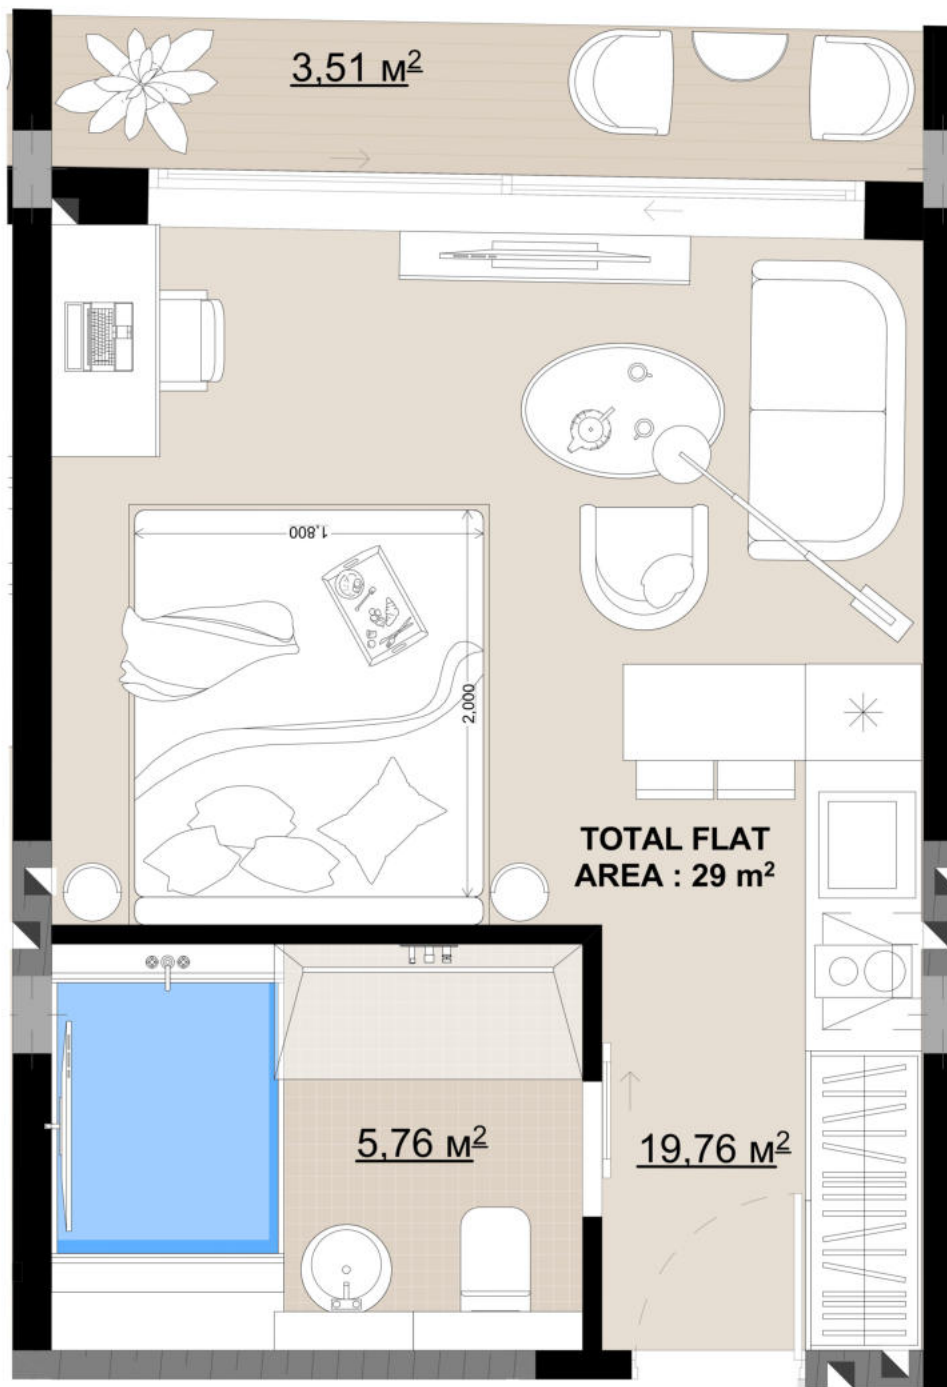 3,51 м²
1,800
2,000
TOTAL FLAT
AREA : 29 m²
5,76 м²
19,76 м²